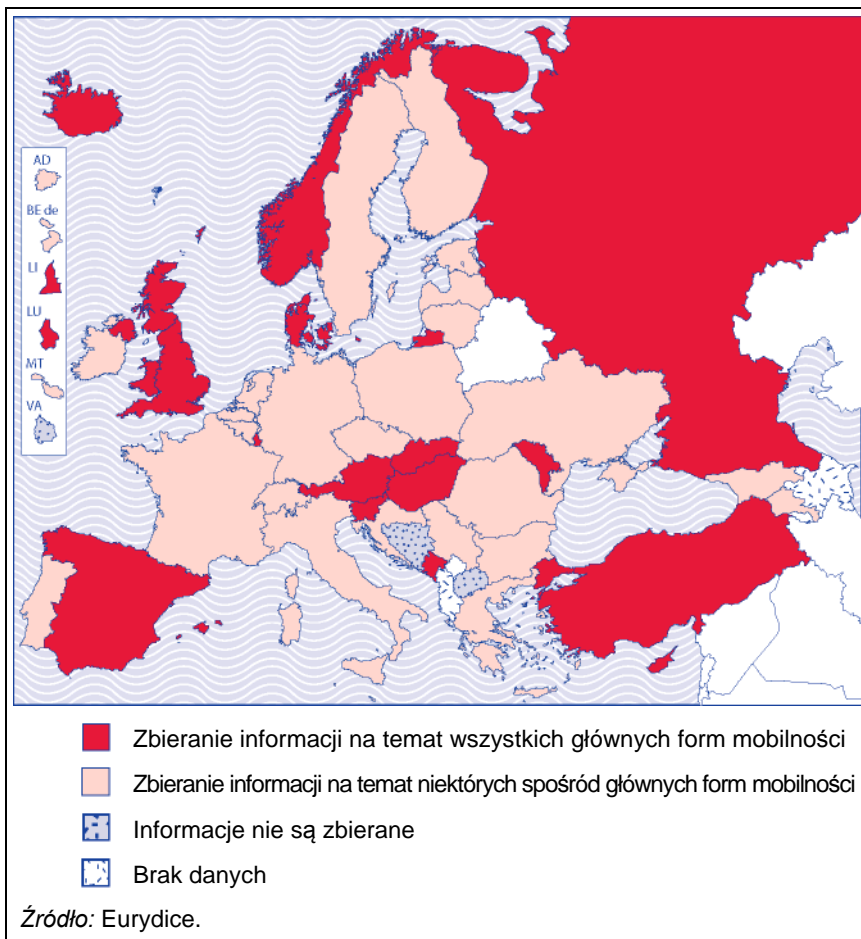 AD
BE de
LI
LU
MT
VA
Zbieranie informacji na temat wszystkich głównych form mobilności
Zbieranie informacji na temat niektórych spośród głównych form mobilności
Informacje nie są zbierane
Brak danych
Źródło: Eurydice.